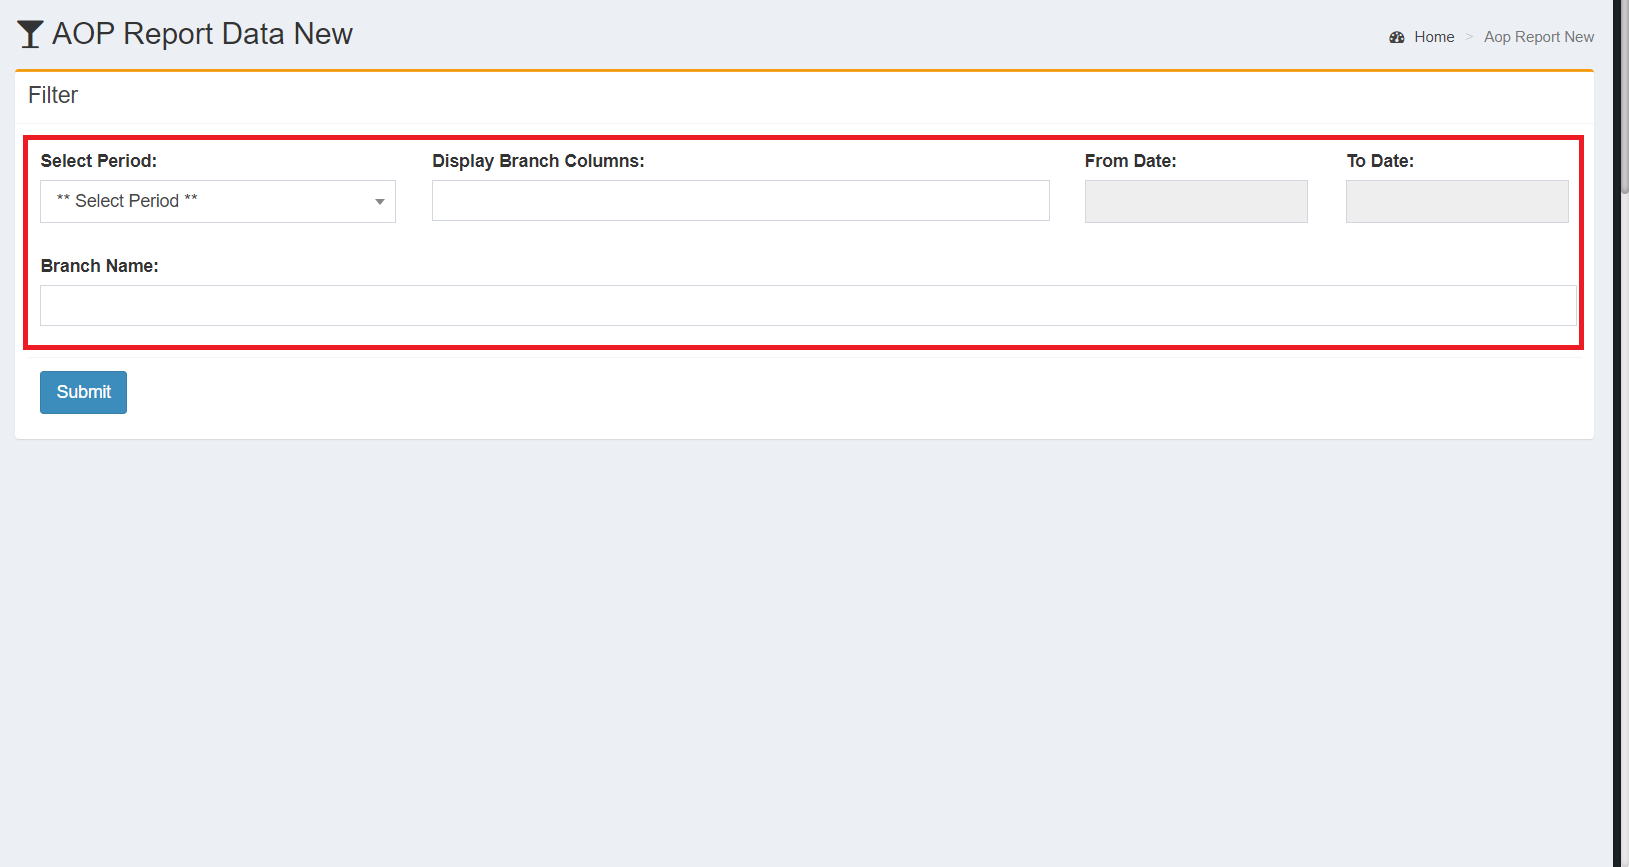 AOP Report Data New
Home > Aop Report New
Filter
Select Period:
Display Branch Columns:
From Date:
To Date:
** Select Period **
Branch Name:
Submit